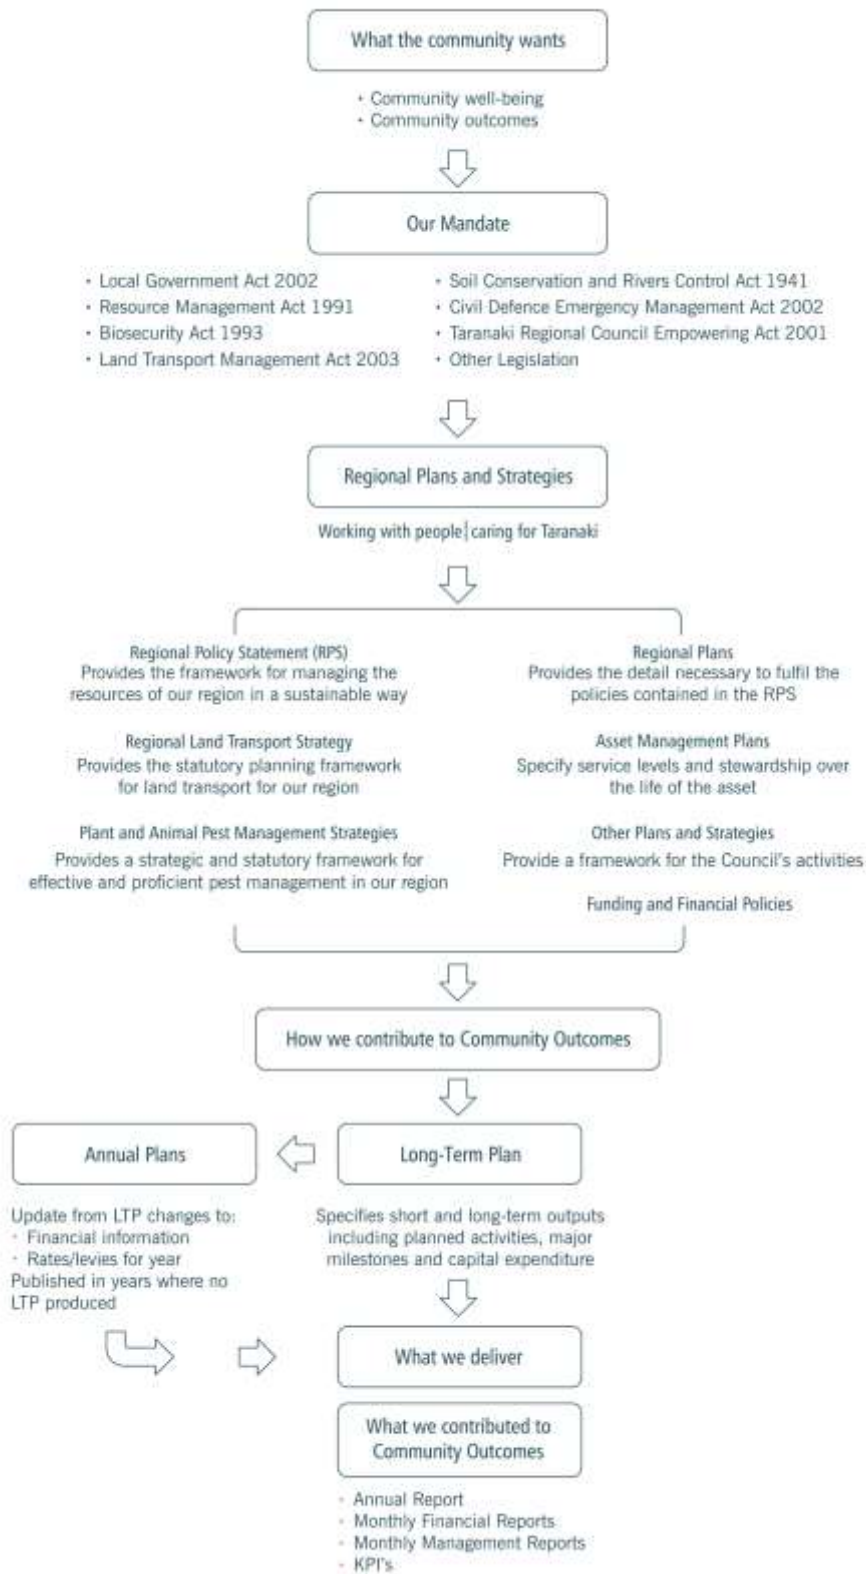 What the community wants
· Community well-being
· Community outcomes
Our Mandate
· Local Government Act 2002
· Resource Management Act 1991
· Biosecurity Act 1993
· Land Transport Management Act 2003
· Soil Conservation and Rivers Control Act 1941
· Civil Defence Emergency Management Act 2002
· Taranaki Regional Council Empowering Act 2001
· Other Legislation
Regional Plans and Strategies
Working with people | caring for Taranaki
Regional Policy Statement (RPS)
Provides the framework for managing the
resources of our region in a sustainable way
Regional Land Transport Strategy
Provides the statutory planning framework
for land transport for our region
Plant and Animal Pest Management Strategies
Provides a strategic and statutory framework for
effective and proficient pest management in our region
Regional Plans
Provides the detail necessary to fulfil the
policies contained in the RPS
Asset Management Plans
Specify service levels and stewardship over
the life of the asset
Other Plans and Strategies
Provide a framework for the Council's activities
Funding and Financial Policies
How we contribute to Community Outcomes
Annual Plans
Update from LTP changes to:
· Financial information
· Rates/levies for year
Published in years where no
LTP produced
Long-Term Plan
Specifies short and long-term outputs
including planned activities, major
milestones and capital expenditure
What we deliver
What we contributed to
Community Outcomes
· Annual Report
· Monthly Financial Reports
· Monthly Management Reports
· KPI's